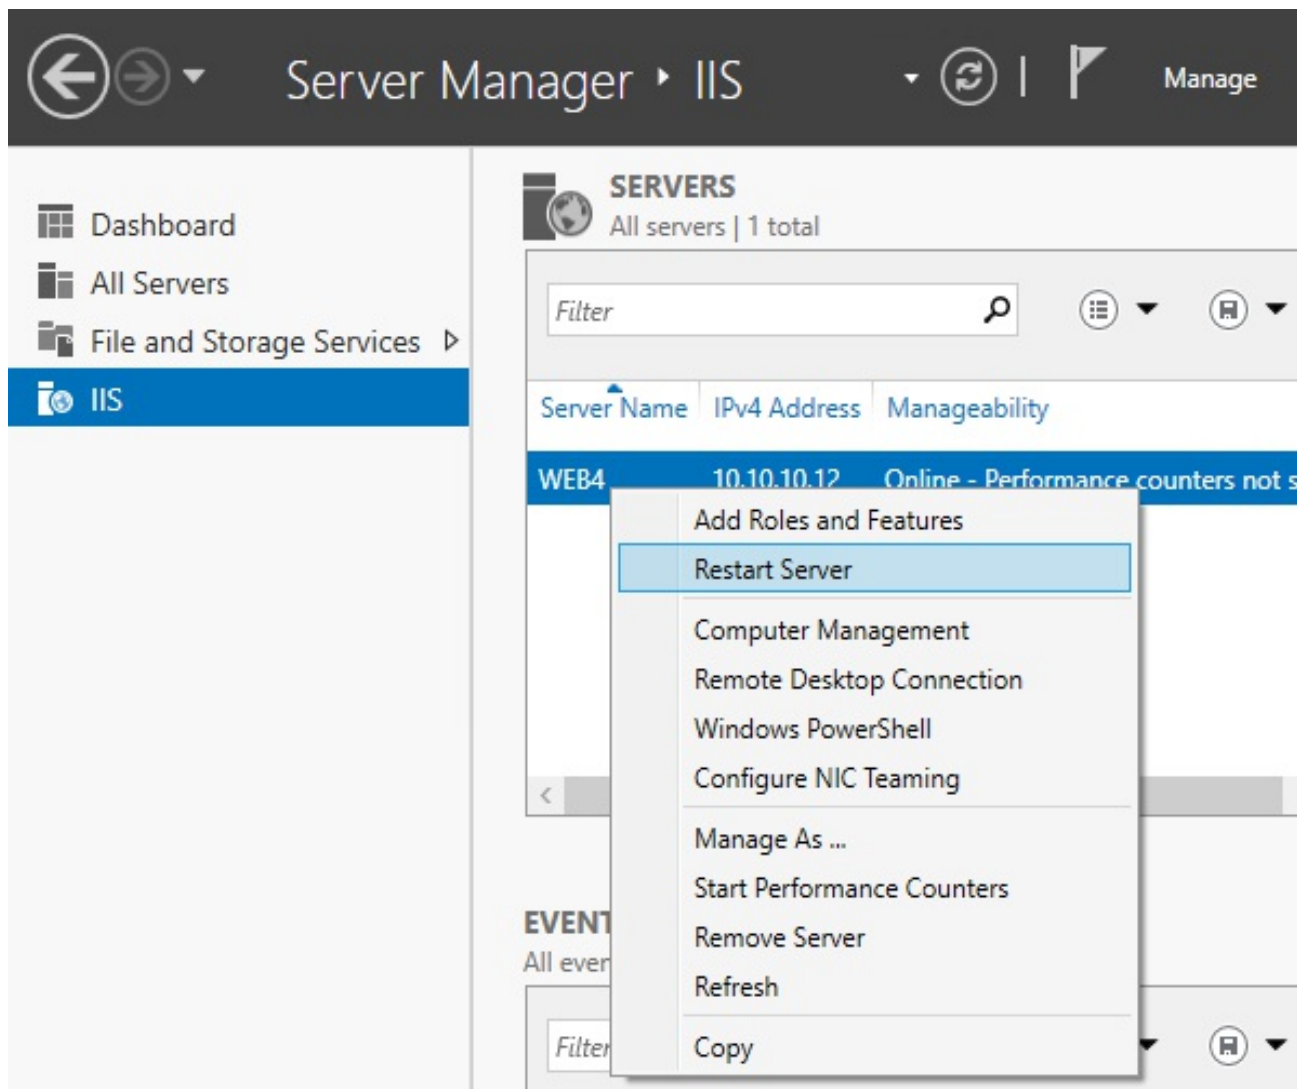 Server Manager ‣ IIS
Manage
Dashboard
All Servers
File and Storage Services
IIS
SERVERS
All servers | 1 total
Filter
Server Name IPv4 Address Manageability
WEB4 10.10.10.12 Online - Performance counters not s
Add Roles and Features
Restart Server
Computer Management
Remote Desktop Connection
Windows PowerShell
Configure NIC Teaming
Manage As ...
Start Performance Counters
Remove Server
Refresh
Copy
EVENT
All ever
Filter